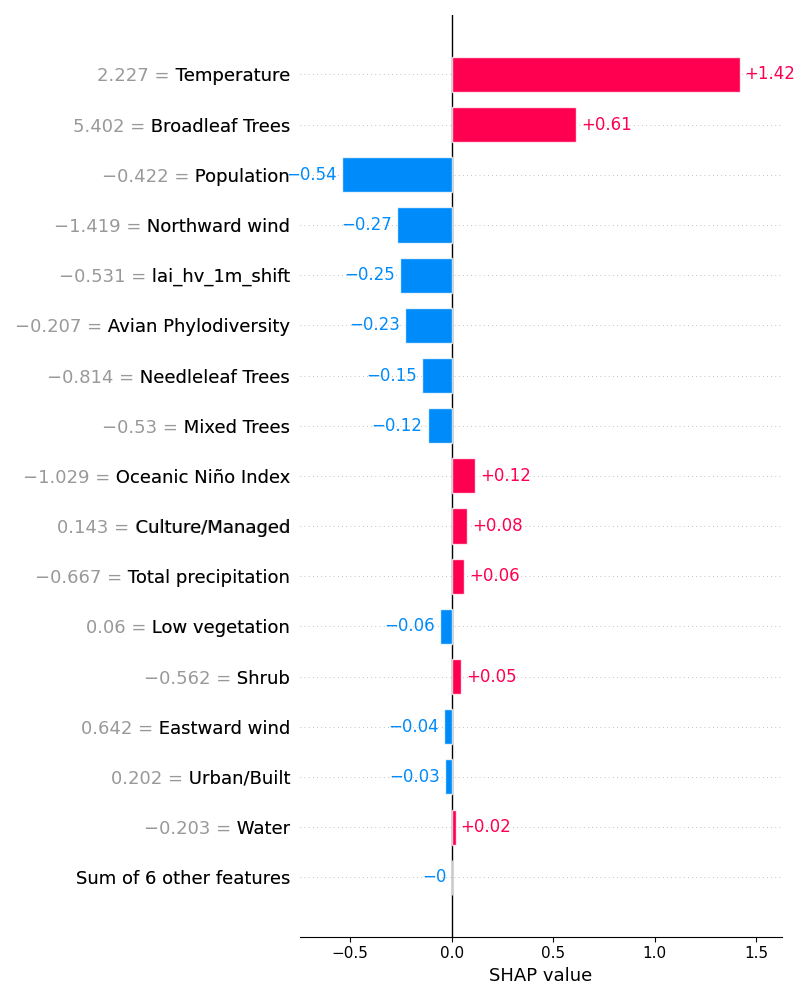 2.227 = Temperature +1.42
5.402 = Broadleaf Trees +0.61
−0.422 = Population −0.54
−1.419 = Northward wind −0.27
−0.531 = lai_hv_1m_shift −0.25
−0.207 = Avian Phylodiversity −0.23
−0.814 = Needleleaf Trees −0.15
−0.53 = Mixed Trees −0.12
−1.029 = Oceanic Niño Index +0.12
0.143 = Culture/Managed +0.08
−0.667 = Total precipitation +0.06
0.06 = Low vegetation −0.06
−0.562 = Shrub +0.05
0.642 = Eastward wind −0.04
0.202 = Urban/Built −0.03
−0.203 = Water +0.02
Sum of 6 other features −0
−0.5 0.0 0.5 1.0 1.5
SHAP value